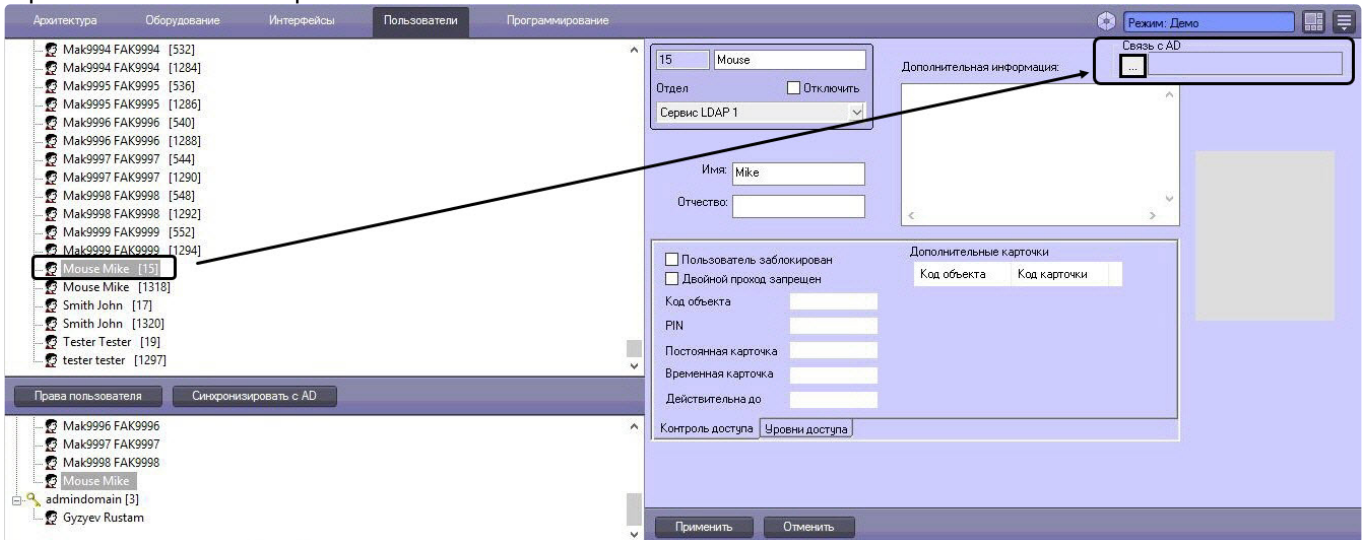 Архитектура Оборудование Интерфейсы Пользователи Программирование Режим: Демо
Mak9994 FAK9994 [532]
Mak9994 FAK9994 [1284]
Mak9995 FAK9995 [536]
Mak9995 FAK9995 [1286]
Mak9996 FAK9996 [540]
Mak9996 FAK9996 [1288]
Mak9997 FAK9997 [544]
Mak9997 FAK9997 [1290]
Mak9998 FAK9998 [548]
Mak9998 FAK9998 [1292]
Mak9999 FAK9999 [552]
Mak9999 FAK9999 [1294]
Mouse Mike [15]
Mouse Mike [1318]
Smith John [17]
Smith John [1320]
Tester Tester [19]
tester tester [1297]
Права пользователя Синхронизировать с AD
Mak9996 FAK9996
Mak9997 FAK9997
Mak9998 FAK9998
Mouse Mike
admindomain [3]
Gyzyev Rustam
15 Mouse
Отдел Отключить
Сервис LDAP 1
Имя: Mike
Отчество:
Дополнительная информация:
Связь с AD
...
Пользователь заблокирован
Двойной проход запрещен
Код объекта
PIN
Постоянная карточка
Временная карточка
Действительна до
Дополнительные карточки
Код объекта Код карточки
Контроль доступа Уровни доступа
Применить Отменить